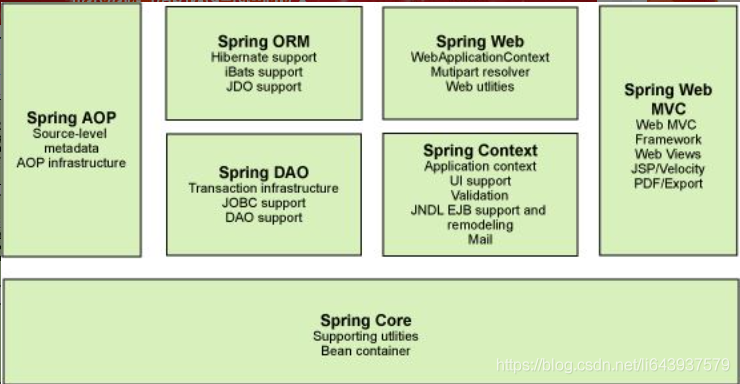 Spring AOP
Source-level
metadata
AOP infrastructure
Spring ORM
Hibernate support
iBats support
JDO support
Spring DAO
Transaction infrastructure
JOBC support
DAO support
Spring Web
WebApplicationContext
Mutipart resolver
Web utlities
Spring Context
Application context
UI support
Validation
JNDL EJB support and
remodeling
Mail
Spring Web
MVC
Web MVC
Framework
Web Views
JSP/Velocity
PDF/Export
Spring Core
Supporting utlities
Bean container
https://blog.csdn.net/li643937579